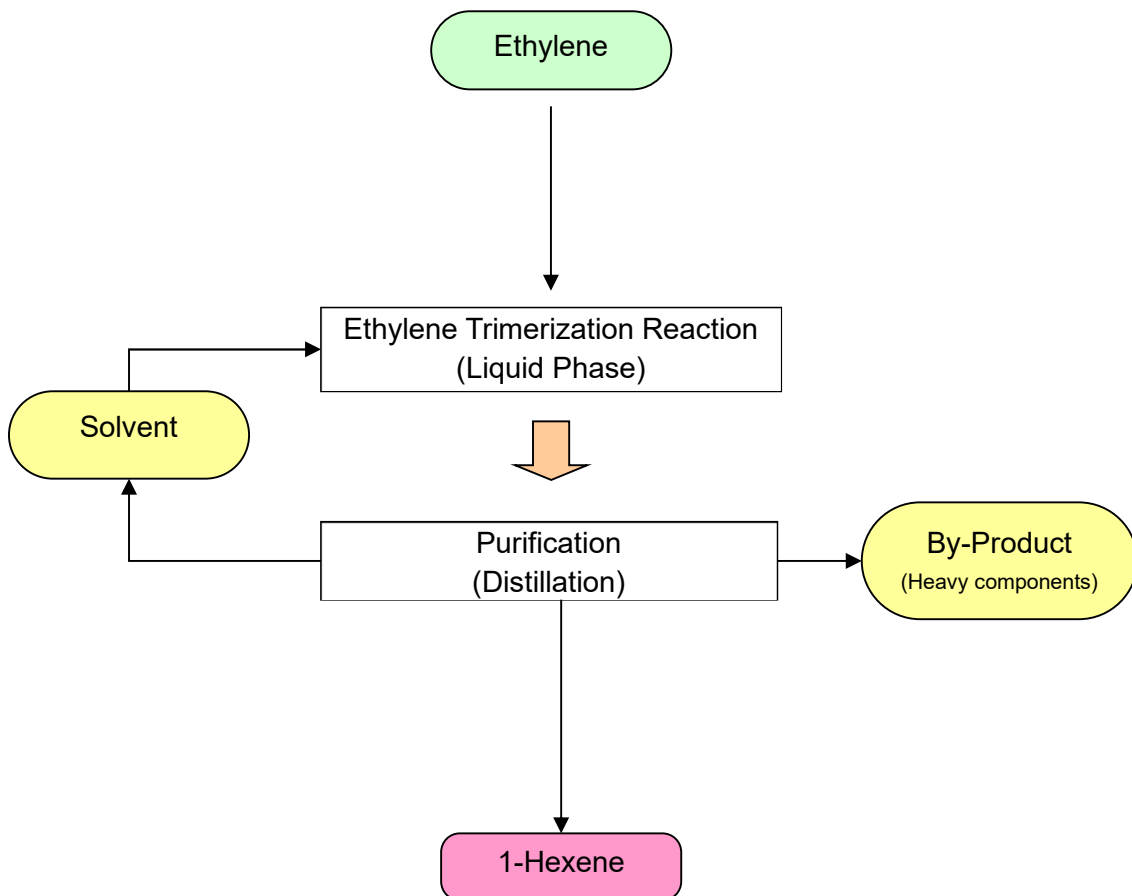 Ethylene
Ethylene Trimerization Reaction
(Liquid Phase)
Solvent
Purification
(Distillation)
By-Product
(Heavy components)
1-Hexene